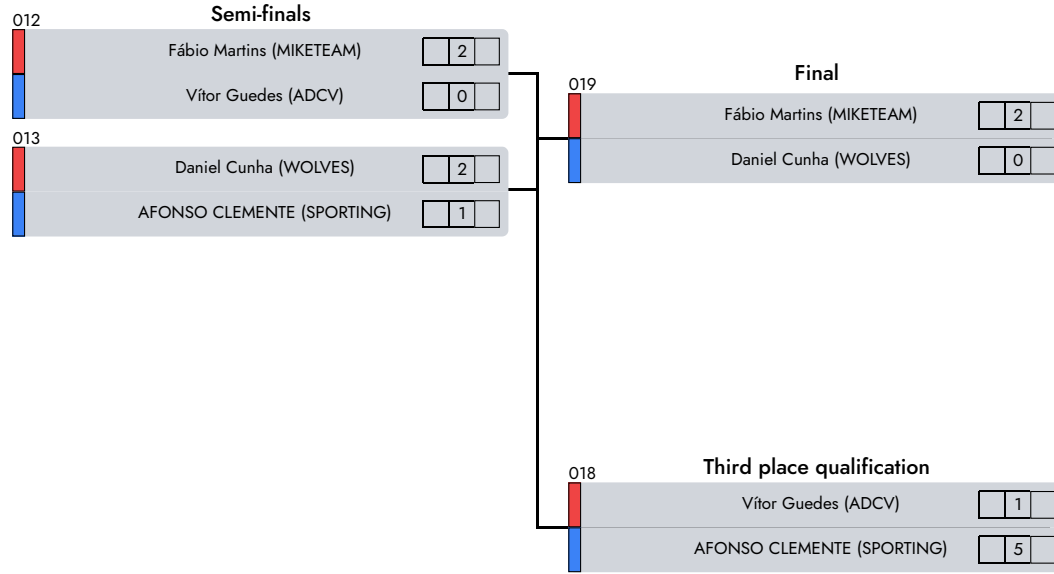 Semi-finals
012
Fábio Martins (MIKETEAM) 2
Vítor Guedes (ADCV) 0
013
Daniel Cunha (WOLVES) 2
AFONSO CLEMENTE (SPORTING) 1
Final
019
Fábio Martins (MIKETEAM) 2
Daniel Cunha (WOLVES) 0
Third place qualification
018
Vítor Guedes (ADCV) 1
AFONSO CLEMENTE (SPORTING) 5